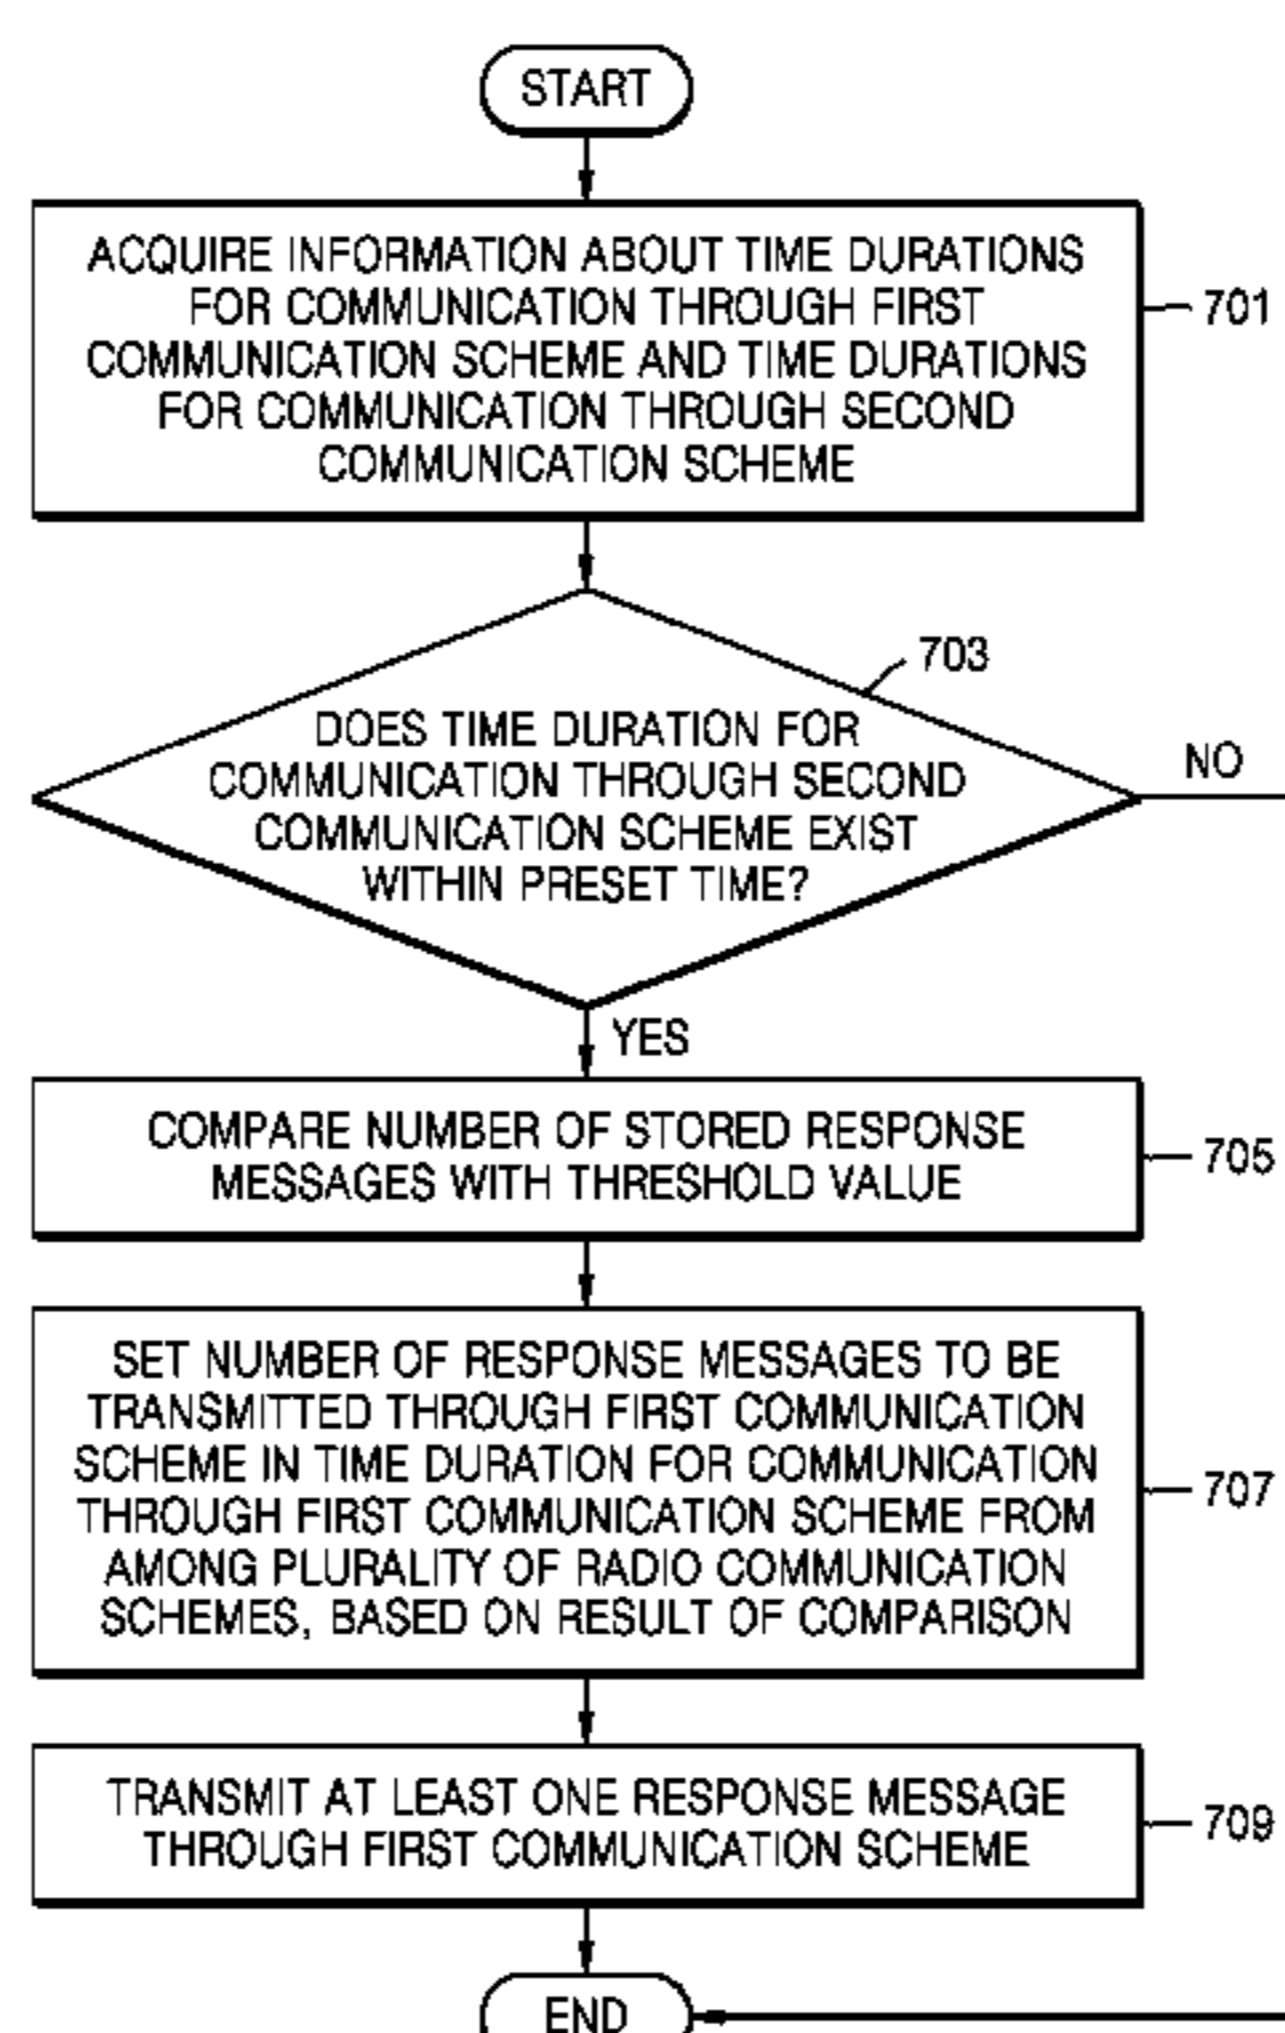 START
ACQUIRE INFORMATION ABOUT TIME DURATIONS
FOR COMMUNICATION THROUGH FIRST
COMMUNICATION SCHEME AND TIME DURATIONS
FOR COMMUNICATION THROUGH SECOND
COMMUNICATION SCHEME
701
703
DOES TIME DURATION FOR
COMMUNICATION THROUGH SECOND
COMMUNICATION SCHEME EXIST
WITHIN PRESET TIME?
NO
YES
COMPARE NUMBER OF STORED RESPONSE
MESSAGES WITH THRESHOLD VALUE
705
SET NUMBER OF RESPONSE MESSAGES TO BE
TRANSMITTED THROUGH FIRST COMMUNICATION
SCHEME IN TIME DURATION FOR COMMUNICATION
THROUGH FIRST COMMUNICATION SCHEME FROM
AMONG PLURALITY OF RADIO COMMUNICATION
SCHEMES, BASED ON RESULT OF COMPARISON
707
TRANSMIT AT LEAST ONE RESPONSE MESSAGE
THROUGH FIRST COMMUNICATION SCHEME
709
END